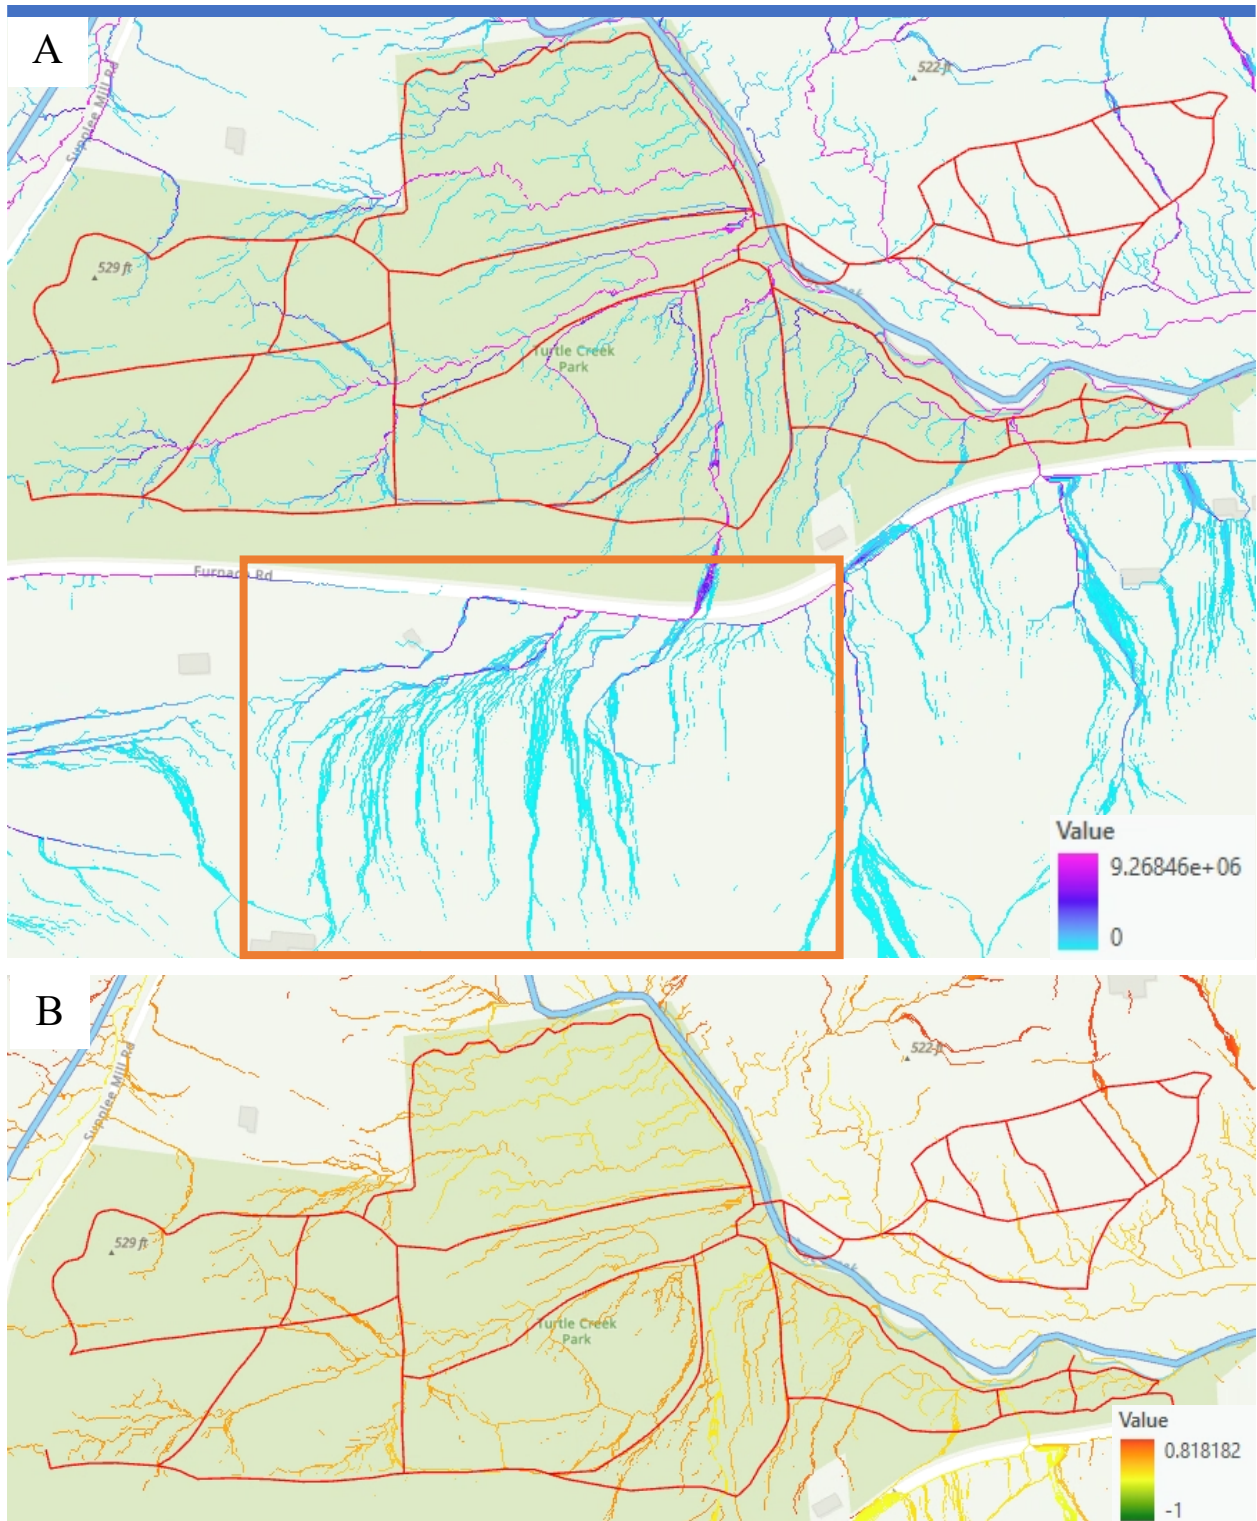 A
522 ft
Supplee Mill Rd
529 ft
Turtle Creek
Park
Furnace Rd
Value
9.26846e+06
0
B
522 ft
Supplee Mill Rd
529 ft
Turtle Creek
Park
Value
0.818182
-1